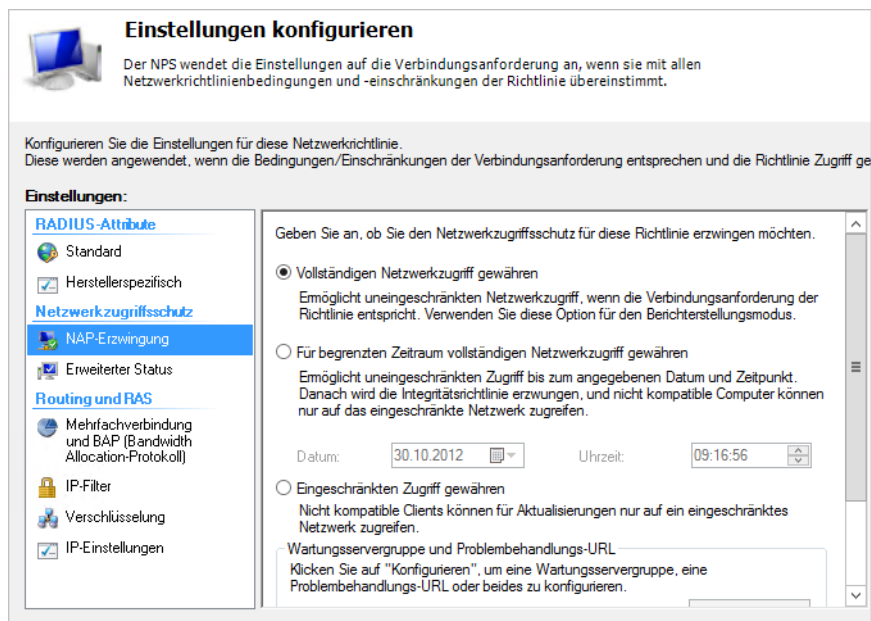 Einstellungen konfigurieren
Der NPS wendet die Einstellungen auf die Verbindungsanforderung an, wenn sie mit allen
Netzwerkrichtlinienbedingungen und -einschränkungen der Richtlinie übereinstimmt.
Konfigurieren Sie die Einstellungen für diese Netzwerkrichtlinie.
Diese werden angewendet, wenn die Bedingungen/Einschränkungen der Verbindungsanforderung entsprechen und die Richtlinie Zugriff ge
Einstellungen:
RADIUS-Attribute
Standard
Herstellerspezifisch
Netzwerkzugriffsschutz
NAP-Erzwingung
Erweiterter Status
Routing und RAS
Mehrfachverbindung
und BAP (Bandwidth
Allocation-Protokoll)
IP-Filter
Verschlüsselung
IP-Einstellungen
Geben Sie an, ob Sie den Netzwerkzugriffsschutz für diese Richtlinie erzwingen möchten.
Vollständigen Netzwerkzugriff gewähren
Ermöglicht uneingeschränkten Netzwerkzugriff, wenn die Verbindungsanforderung der
Richtlinie entspricht. Verwenden Sie diese Option für den Berichterstellungsmodus.
Für begrenzten Zeitraum vollständigen Netzwerkzugriff gewähren
Ermöglicht uneingeschränkten Zugriff bis zum angegebenen Datum und Zeitpunkt.
Danach wird die Integritätsrichtlinie erzwungen, und nicht kompatible Computer können
nur auf das eingeschränkte Netzwerk zugreifen.
Datum: 30.10.2012 Uhrzeit: 09:16:56
Eingeschränkten Zugriff gewähren
Nicht kompatible Clients können für Aktualisierungen nur auf ein eingeschränktes
Netzwerk zugreifen.
Wartungsservergruppe und Problembehandlungs-URL
Klicken Sie auf "Konfigurieren", um eine Wartungsservergruppe, eine
Problembehandlungs-URL oder beides zu konfigurieren.